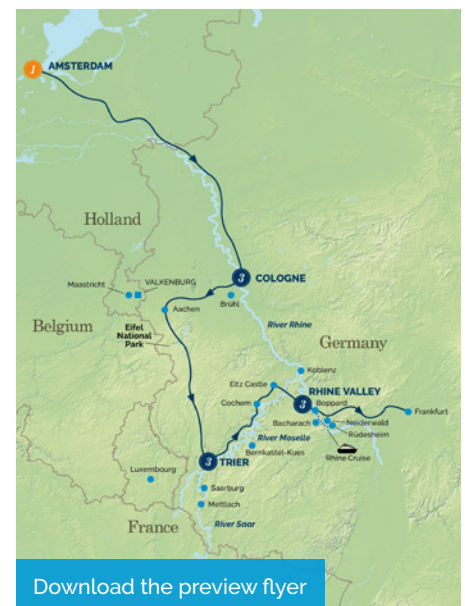 1
AMSTERDAM
Holland
Maastricht
VALKENBURG
3
COLOGNE
Brühl
Aachen
Belgium
Eifel
National
Park
River Rhine
Germany
Koblenz
Eltz Castle
RHINE VALLEY
3
Boppard
Cochem
Frankfurt
Bacharach
Neiderwald
Rüdesheim
River Moselle
Bernkastel-Kues
Rhine Cruise
3
TRIER
Luxembourg
Saarburg
Mettlach
France
River Saar
Download the preview flyer